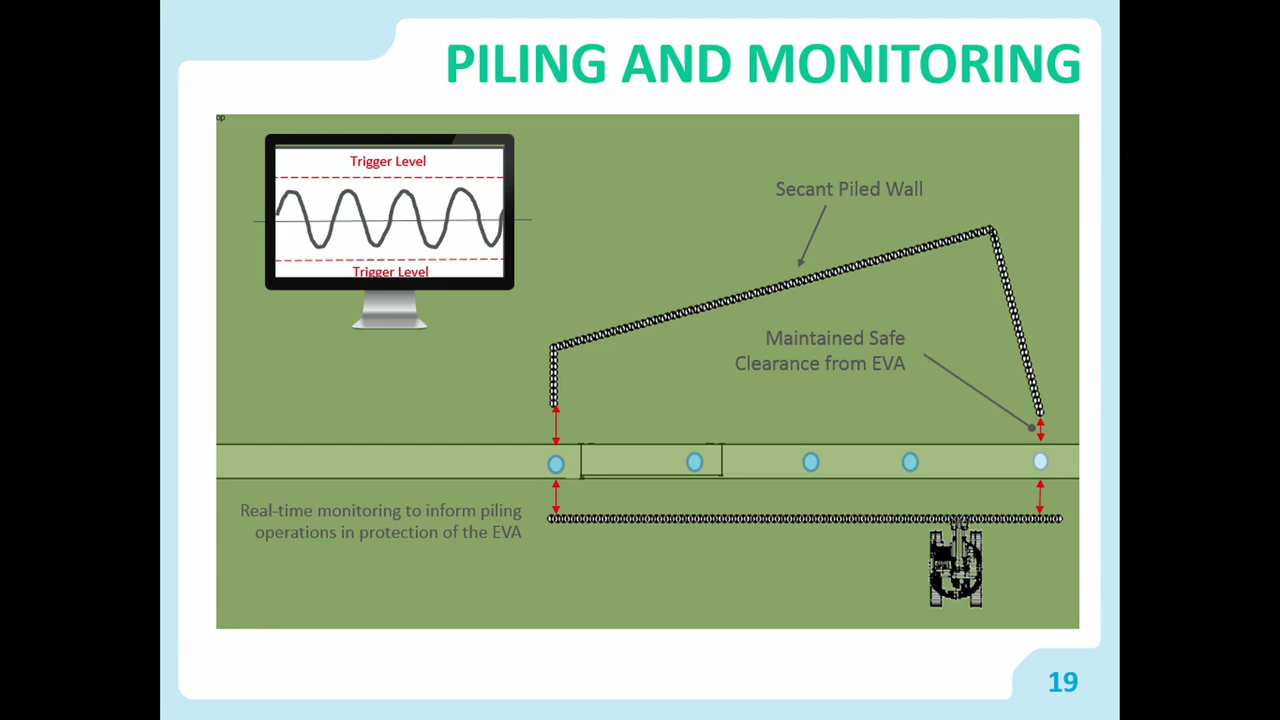 PILING AND MONITORING
op
Trigger Level
Trigger Level
Secant Piled Wall
Maintained Safe
Clearance from EVA
Real-time monitoring to inform piling
operations in protection of the EVA
19